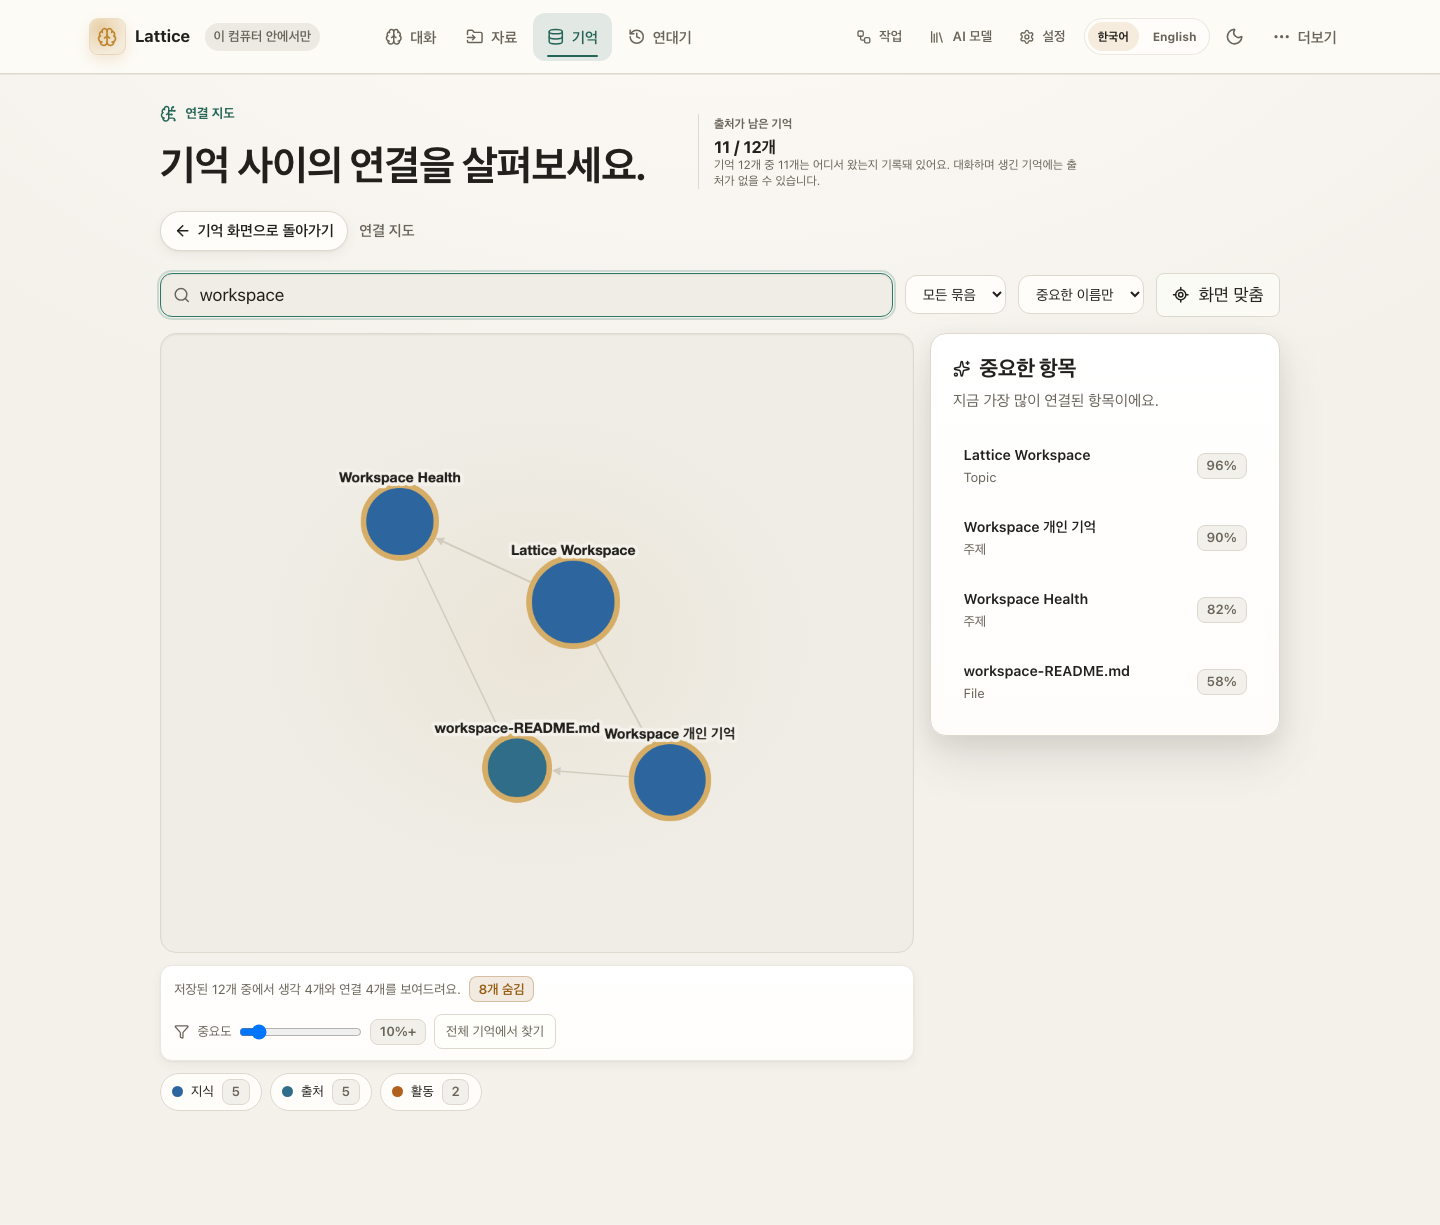 Lattice
이 컴퓨터 안에서만
대화
자료
기억
연대기
작업
AI 모델
설정
한국어
English
더보기
연결 지도
기억 사이의 연결을 살펴보세요.
출처가 남은 기억
11 / 12개
기억 12개 중 11개는 어디서 왔는지 기록돼 있어요. 대화하며 생긴 기억에는 출
처가 없을 수 있습니다.
기억 화면으로 돌아가기
연결 지도
workspace
모든 묶음
중요한 이름만
화면 맞춤
Workspace Health
Lattice Workspace
workspace-README.md
Workspace 개인 기억
중요한 항목
지금 가장 많이 연결된 항목이에요.
Lattice Workspace
Topic
96%
Workspace 개인 기억
주제
90%
Workspace Health
주제
82%
workspace-README.md
File
58%
저장된 12개 중에서 생각 4개와 연결 4개를 보여드려요.
8개 숨김
중요도
10%+
전체 기억에서 찾기
지식 5
출처 5
활동 2